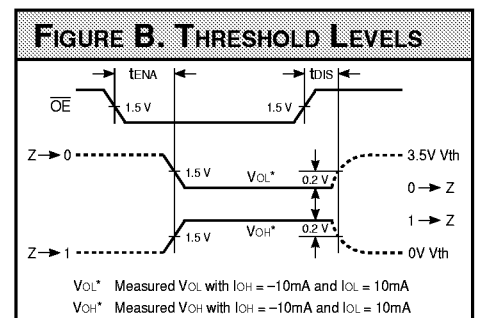 FIGURE B. THRESHOLD LEVELS
tENA tDIS
OE 1.5 V 1.5 V
Z→ 0 3.5V Vth
1.5 V VOL* 0.2 V
0 → Z
1 → Z
1.5 V VOH* 0.2 V
Z→ 1 0V Vth
VOL* Measured VOL with IOH = –10mA and IOL = 10mA
VOH* Measured VOH with IOH = –10mA and IOL = 10mA